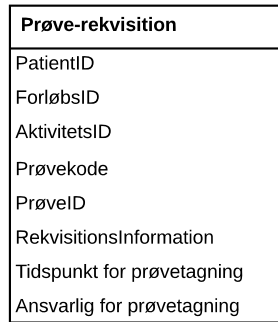 Prøve-rekvisition
PatientID
ForløbsID
AktivitetsID
Prøvekode
PrøveID
RekvisitionsInformation
Tidspunkt for prøvetagning
Ansvarlig for prøvetagning